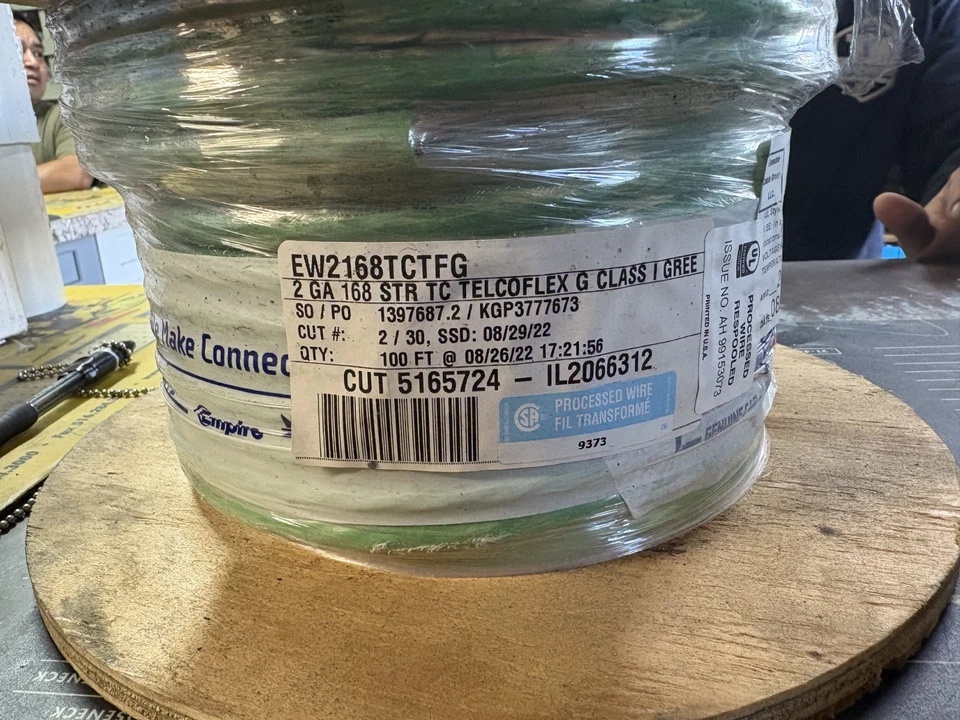 EW2168TCTFG
2 GA 168 STR TC TELCOFLEX G CLASS I GREE
SO / PO 1397687.2 / KGP3777673
CUT #: 2 / 30, SSD: 08/29/22
QTY: 100 FT @ 08/26/22 17:21:56
CUT 5165724 – IL2066312
PROCESSED WIRE
FIL TRANSFORMÉ
9373
Make Connec
Empire
UL
PROCESSED
WIRE
RESPOOLED
ISSUE NO. AH 99153073
PRINTED IN U.S.A.
GENUINE